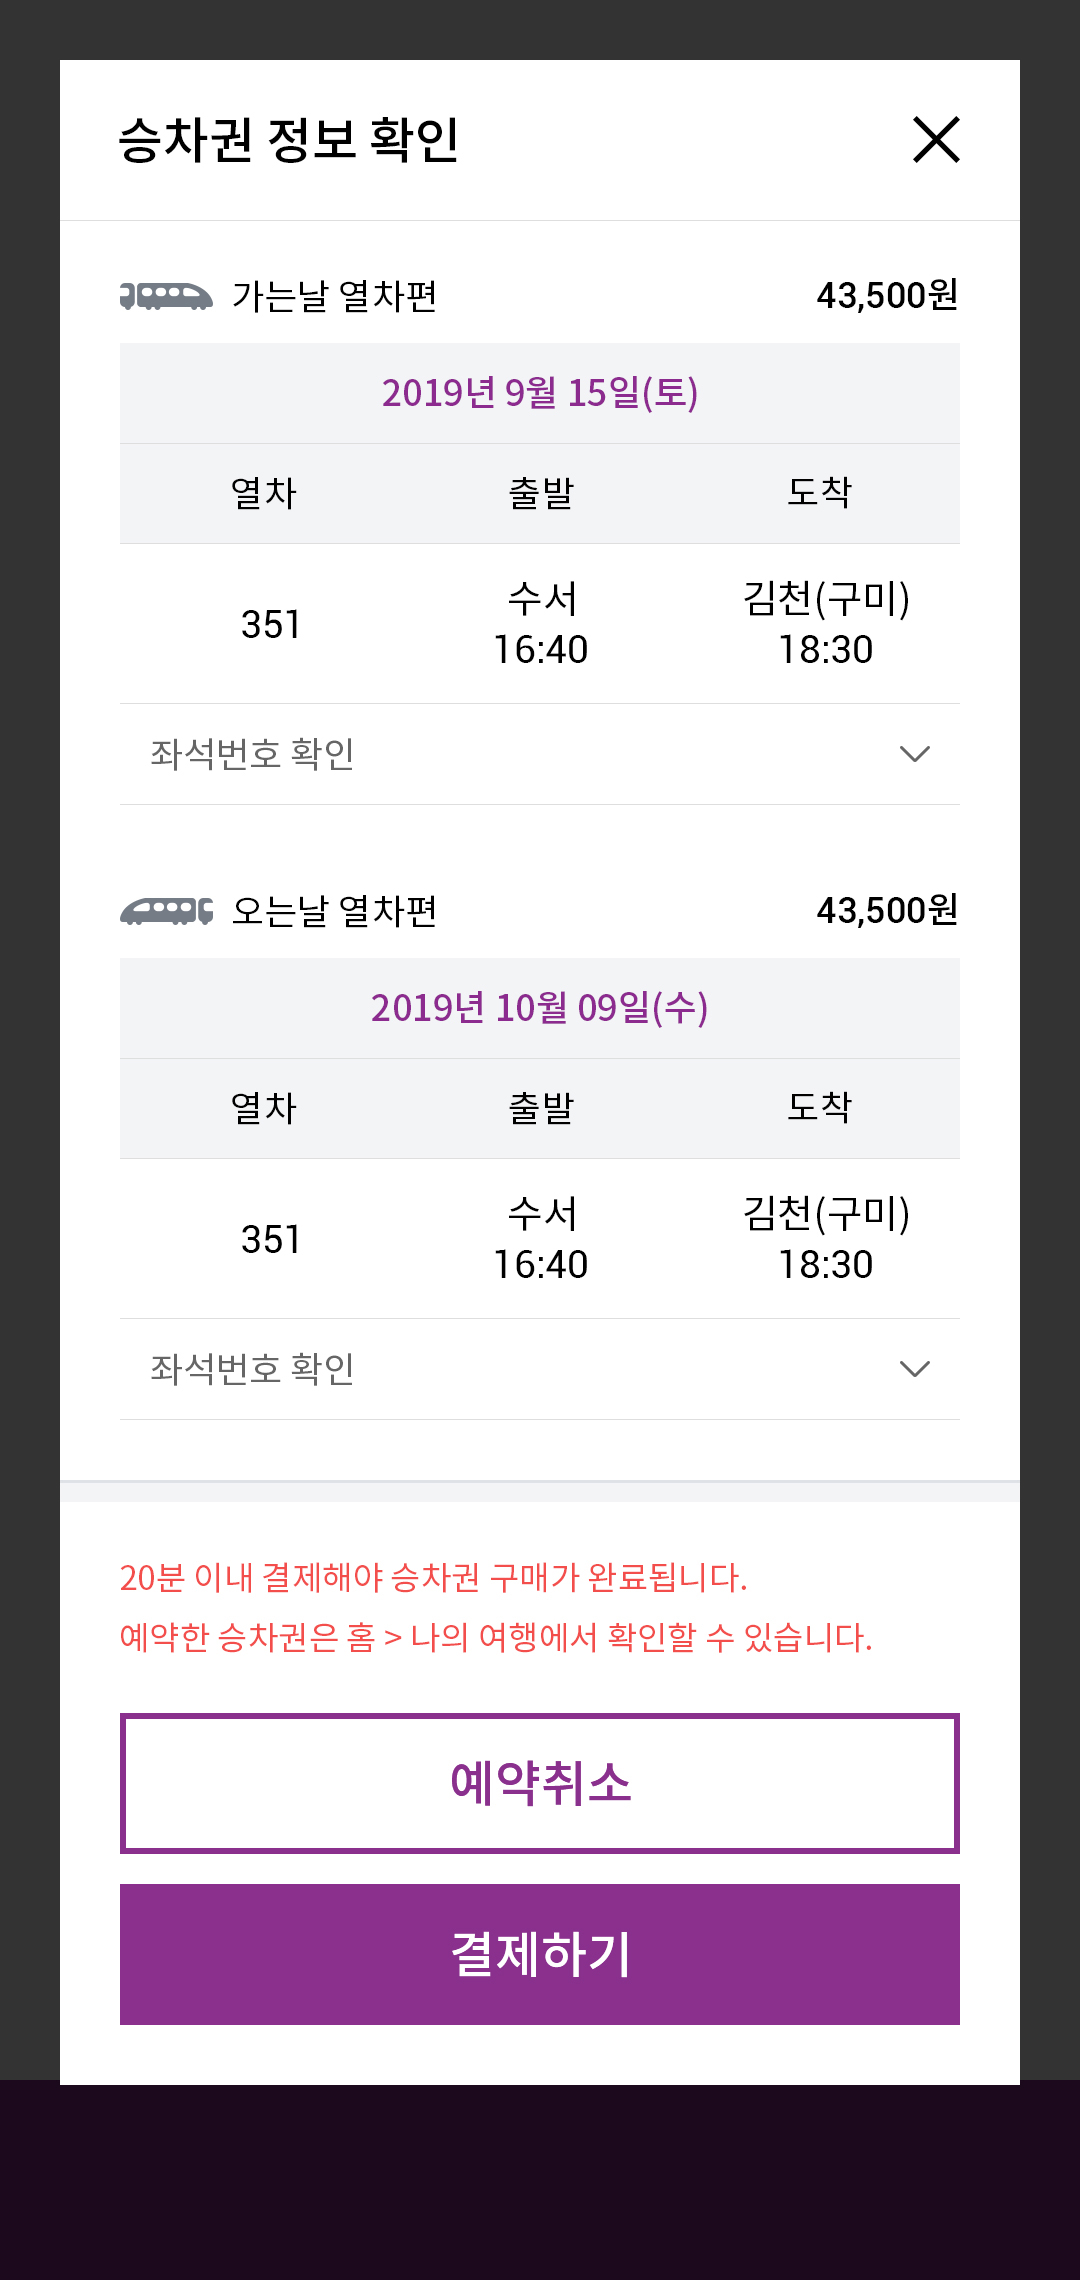 승차권 정보 확인
가는날 열차편 43,500원
2019년 9월 15일(토)
열차 출발 도착
351 수서 16:40 김천(구미) 18:30
좌석번호 확인
오는날 열차편 43,500원
2019년 10월 09일(수)
열차 출발 도착
351 수서 16:40 김천(구미) 18:30
좌석번호 확인
20분 이내 결제해야 승차권 구매가 완료됩니다.
예약한 승차권은 홈 > 나의 여행에서 확인할 수 있습니다.
예약취소
결제하기